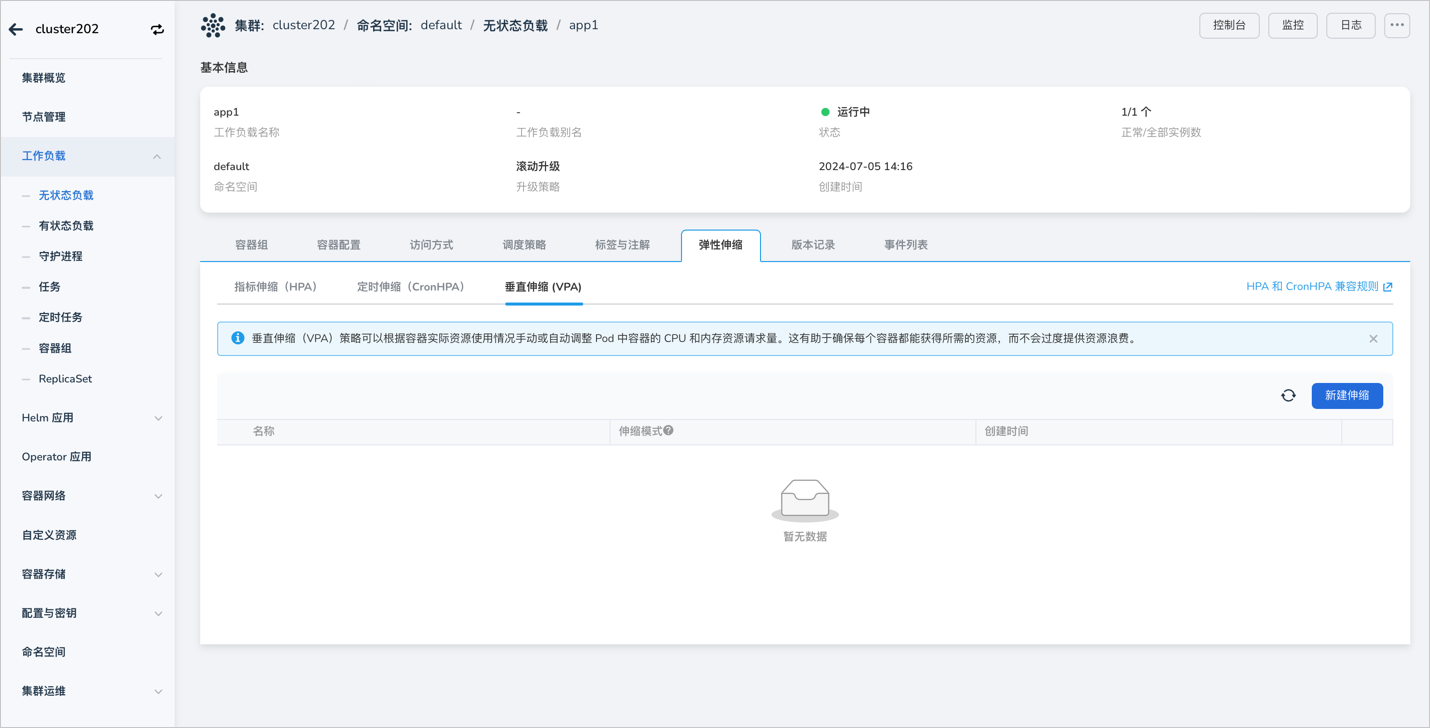 cluster202
集群概览
节点管理
工作负载
无状态负载
有状态负载
守护进程
任务
定时任务
容器组
ReplicaSet
Helm 应用
Operator 应用
容器网络
自定义资源
容器存储
配置与密钥
命名空间
集群运维
集群: cluster202 / 命名空间: default / 无状态负载 / app1
控制台 监控 日志
基本信息
app1 - 运行中 1/1 个
工作负载名称 工作负载别名 状态 正常/全部实例数
default 滚动升级 2024-07-05 14:16
命名空间 升级策略 创建时间
容器组 容器配置 访问方式 调度策略 标签与注解 弹性伸缩 版本记录 事件列表
指标伸缩（HPA） 定时伸缩（CronHPA） 垂直伸缩 (VPA) HPA 和 CronHPA 兼容规则
垂直伸缩（VPA）策略可以根据容器实际资源使用情况手动或自动调整 Pod 中容器的 CPU 和内存资源请求量。这有助于确保每个容器都能获得所需的资源，而不会过度提供资源浪费。
新建伸缩
名称 伸缩模式 创建时间
暂无数据